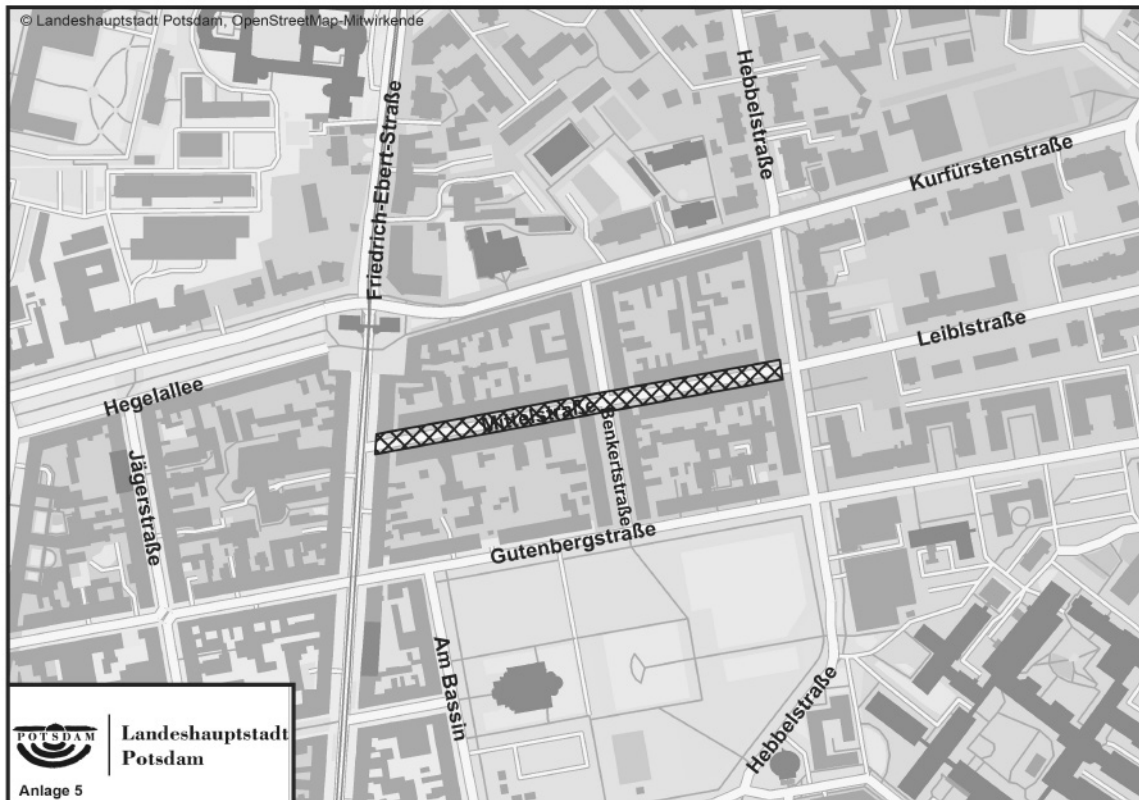 © Landeshauptstadt Potsdam, OpenStreetMap-Mitwirkende
Hebbelstraße
Friedrich-Ebert-Straße
Kurfürstenstraße
Leiblstraße
Hegelallee
Mittelstraße
Benkertstraße
Jägerstraße
Gutenbergstraße
Am Bassin
Hebbelstraße
POTSDAM
Landeshauptstadt
Potsdam
Anlage 5